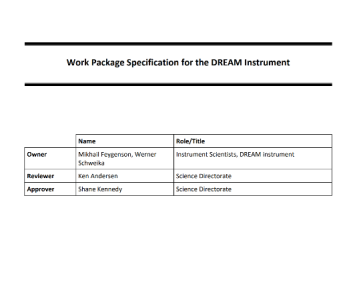 Work Package Specification for the DREAM Instrument
Name Role/Title
Owner Mikhail Feygenson, Werner Schweika Instrument Scientists, DREAM instrument
Reviewer Ken Andersen Science Directorate
Approver Shane Kennedy Science Directorate